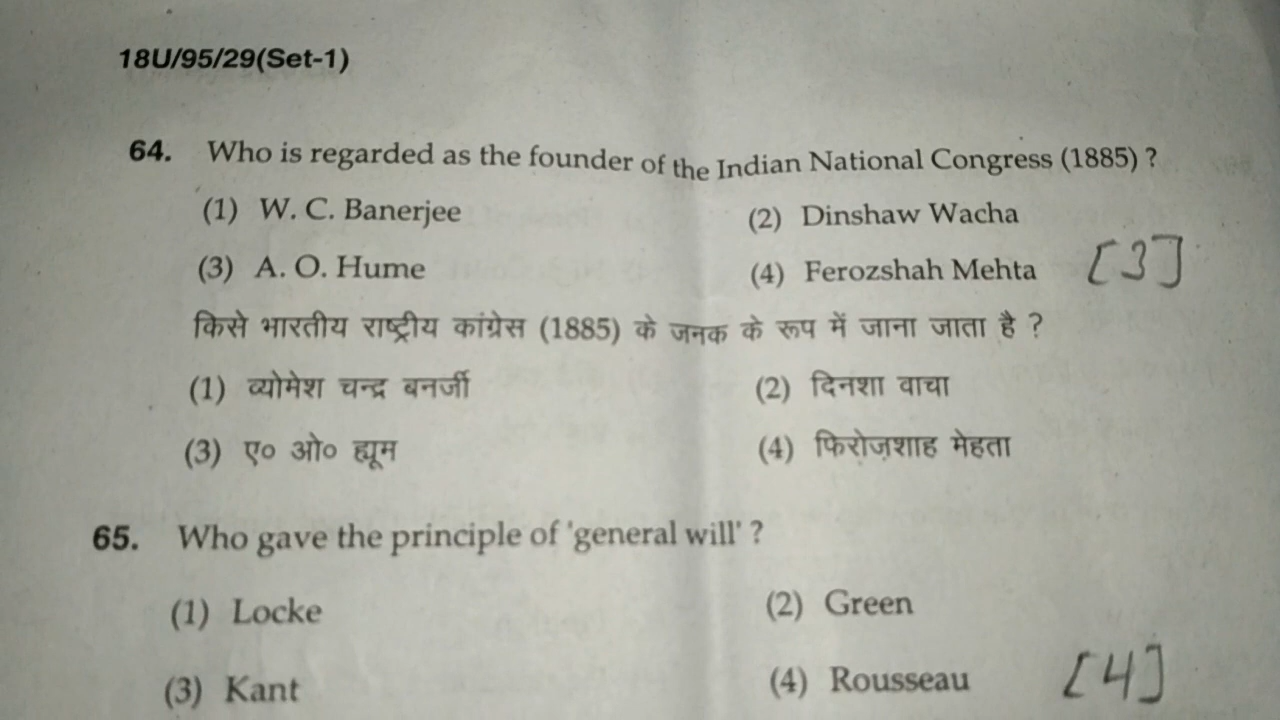 18U/95/29(Set-1)
64. Who is regarded as the founder of the Indian National Congress (1885) ?
(1) W. C. Banerjee (2) Dinshaw Wacha
(3) A. O. Hume (4) Ferozshah Mehta [3]
किसे भारतीय राष्ट्रीय कांग्रेस (1885) के जनक के रूप में जाना जाता है ?
(1) व्योमेश चन्द्र बनर्जी (2) दिनशा वाचा
(3) ए० ओ० ह्यूम (4) फिरोज़शाह मेहता
65. Who gave the principle of 'general will' ?
(1) Locke (2) Green
(3) Kant (4) Rousseau [4]